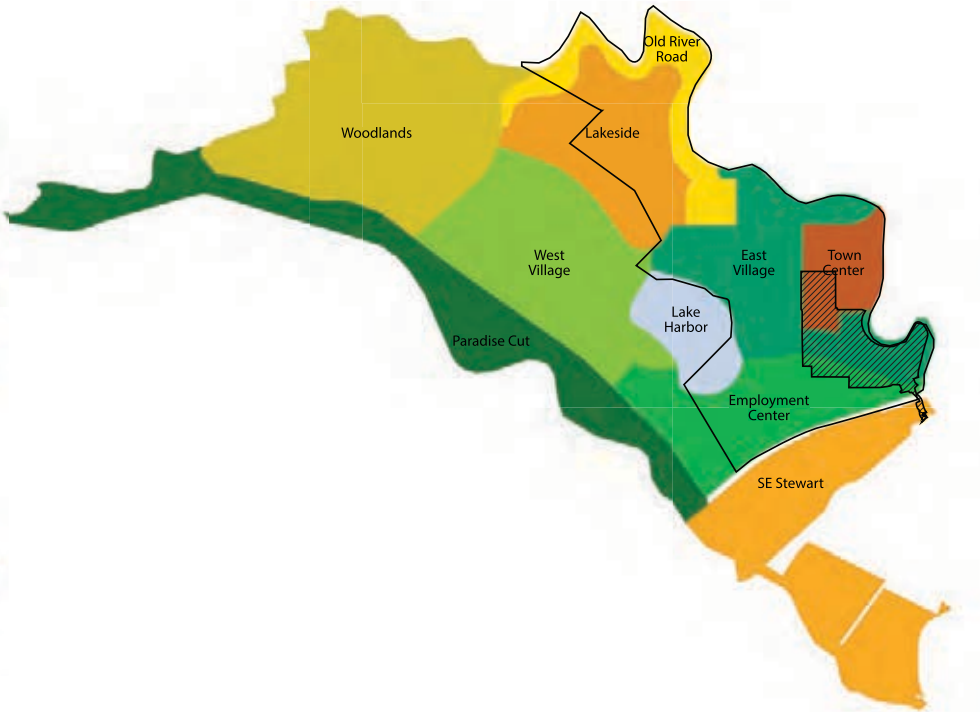 Old River
Road
Woodlands
Lakeside
West
Village
East
Village
Town
Center
Lake
Harbor
Paradise Cut
Employment
Center
SE Stewart